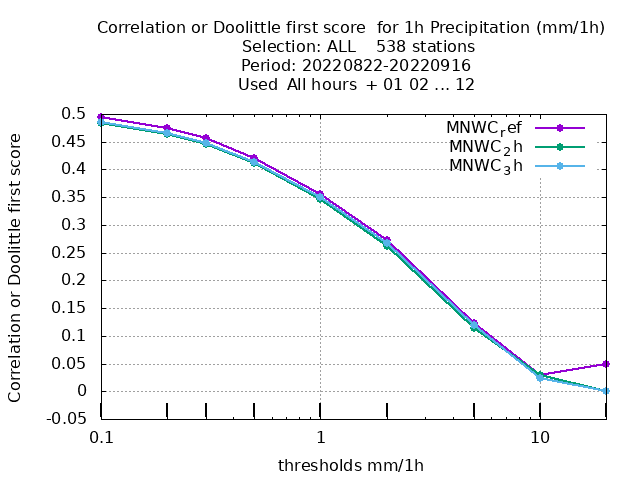 Correlation or Doolittle first score  for 1h Precipitation (mm/1h)
Selection: ALL    538 stations
Period: 20220822-20220916
Used  All hours  + 01 02 ... 12
Correlation or Doolittle first score
0.5
0.45
0.4
0.35
0.3
0.25
0.2
0.15
0.1
0.05
0
-0.05
MNWC_ref
MNWC_2h
MNWC_3h
0.1
1
10
thresholds mm/1h